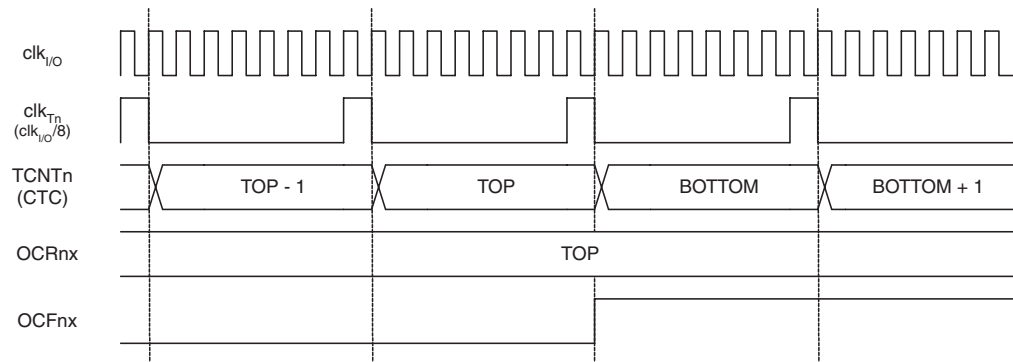 clkI/O
clkTn
(clkI/O/8)
TCNTn
(CTC)
TOP - 1
TOP
BOTTOM
BOTTOM + 1
OCRnx
TOP
OCFnx